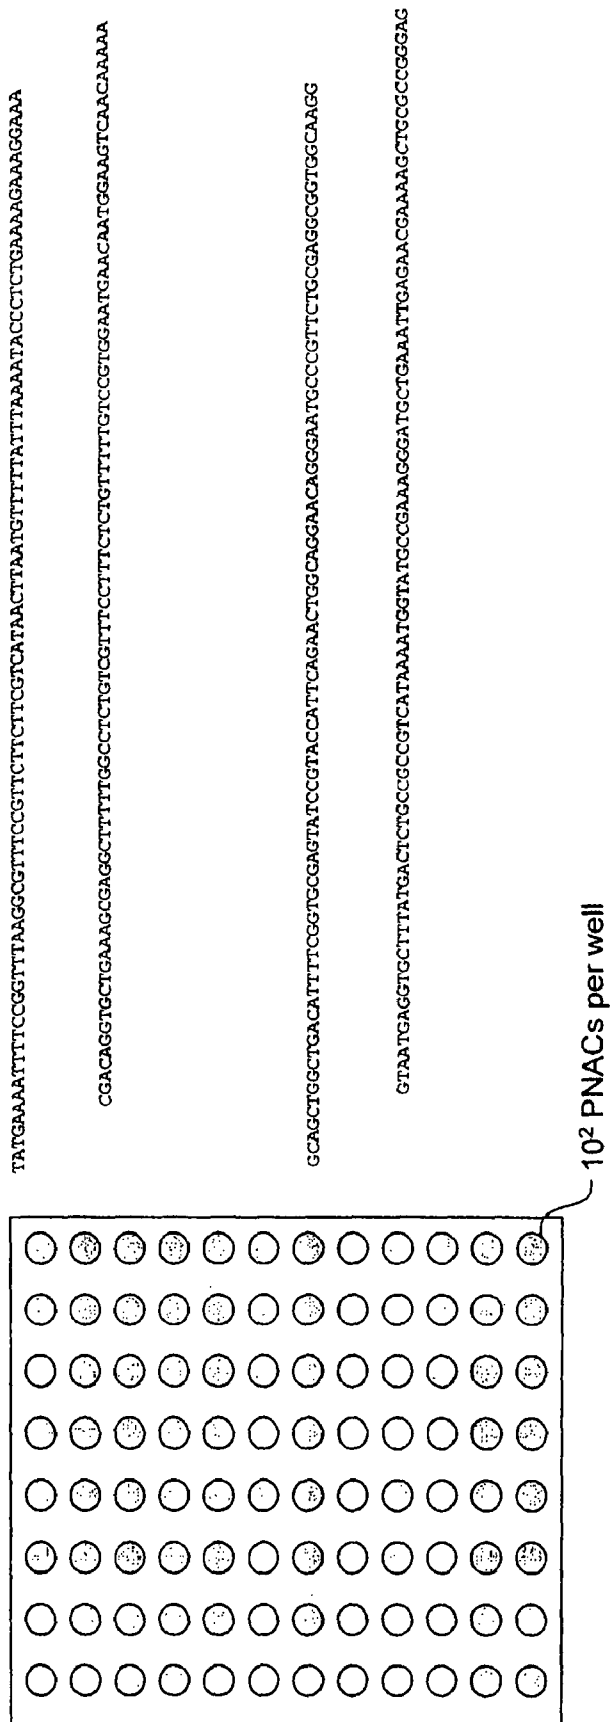 TATGAAAATTTTCCGGTTTAAGGCGTTTCCGTTCTTCTTCGTCATAACTTAATGTTTTTATTTAAAATACCCTCTGAAAAGAAAGGAAA
CGACAGGTGCTGAAAGCGAGGCTTTTTGGCCTCTGTCGTTTCCTTTCTCTGTTTTTGTCCGTGGAATGAACAATGGAAGTCAACAAAAA
GCAGCTGGCTGACATTTTCGGTGCGAGTATCCGTACCATTCAGAACTGGCAGGAACAGGGAATGCCCGTTCTGCGAGGCGGTGGCAAGG
GTAATGAGGTGCTTTATGACTCTGCCGCCGTCATAAAATGGTATGCCGAAAGGGATGCTGAAATTGAGAACGAAAAGCTGCGCCGGGAG
10² PNACs per well